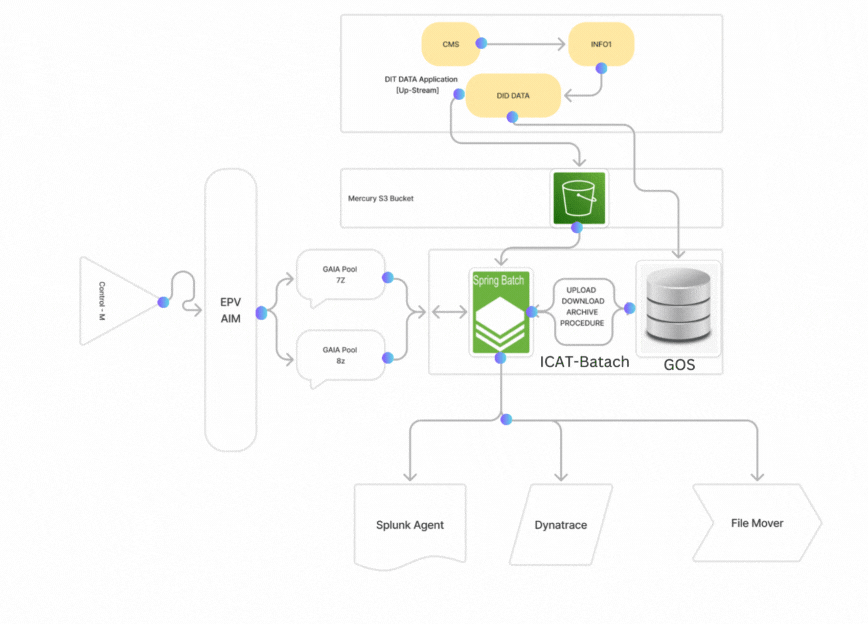 CMS
INFO1
DIT DATA Application
[Up-Stream]
DID DATA
Mercury S3 Bucket
Control - M
EPV
AIM
GAIA Pool
7Z
GAIA Pool
8z
Spring Batch
UPLOAD
DOWNLOAD
ARCHIVE
PROCEDURE
ICAT-Batach
GOS
Splunk Agent
Dynatrace
File Mover